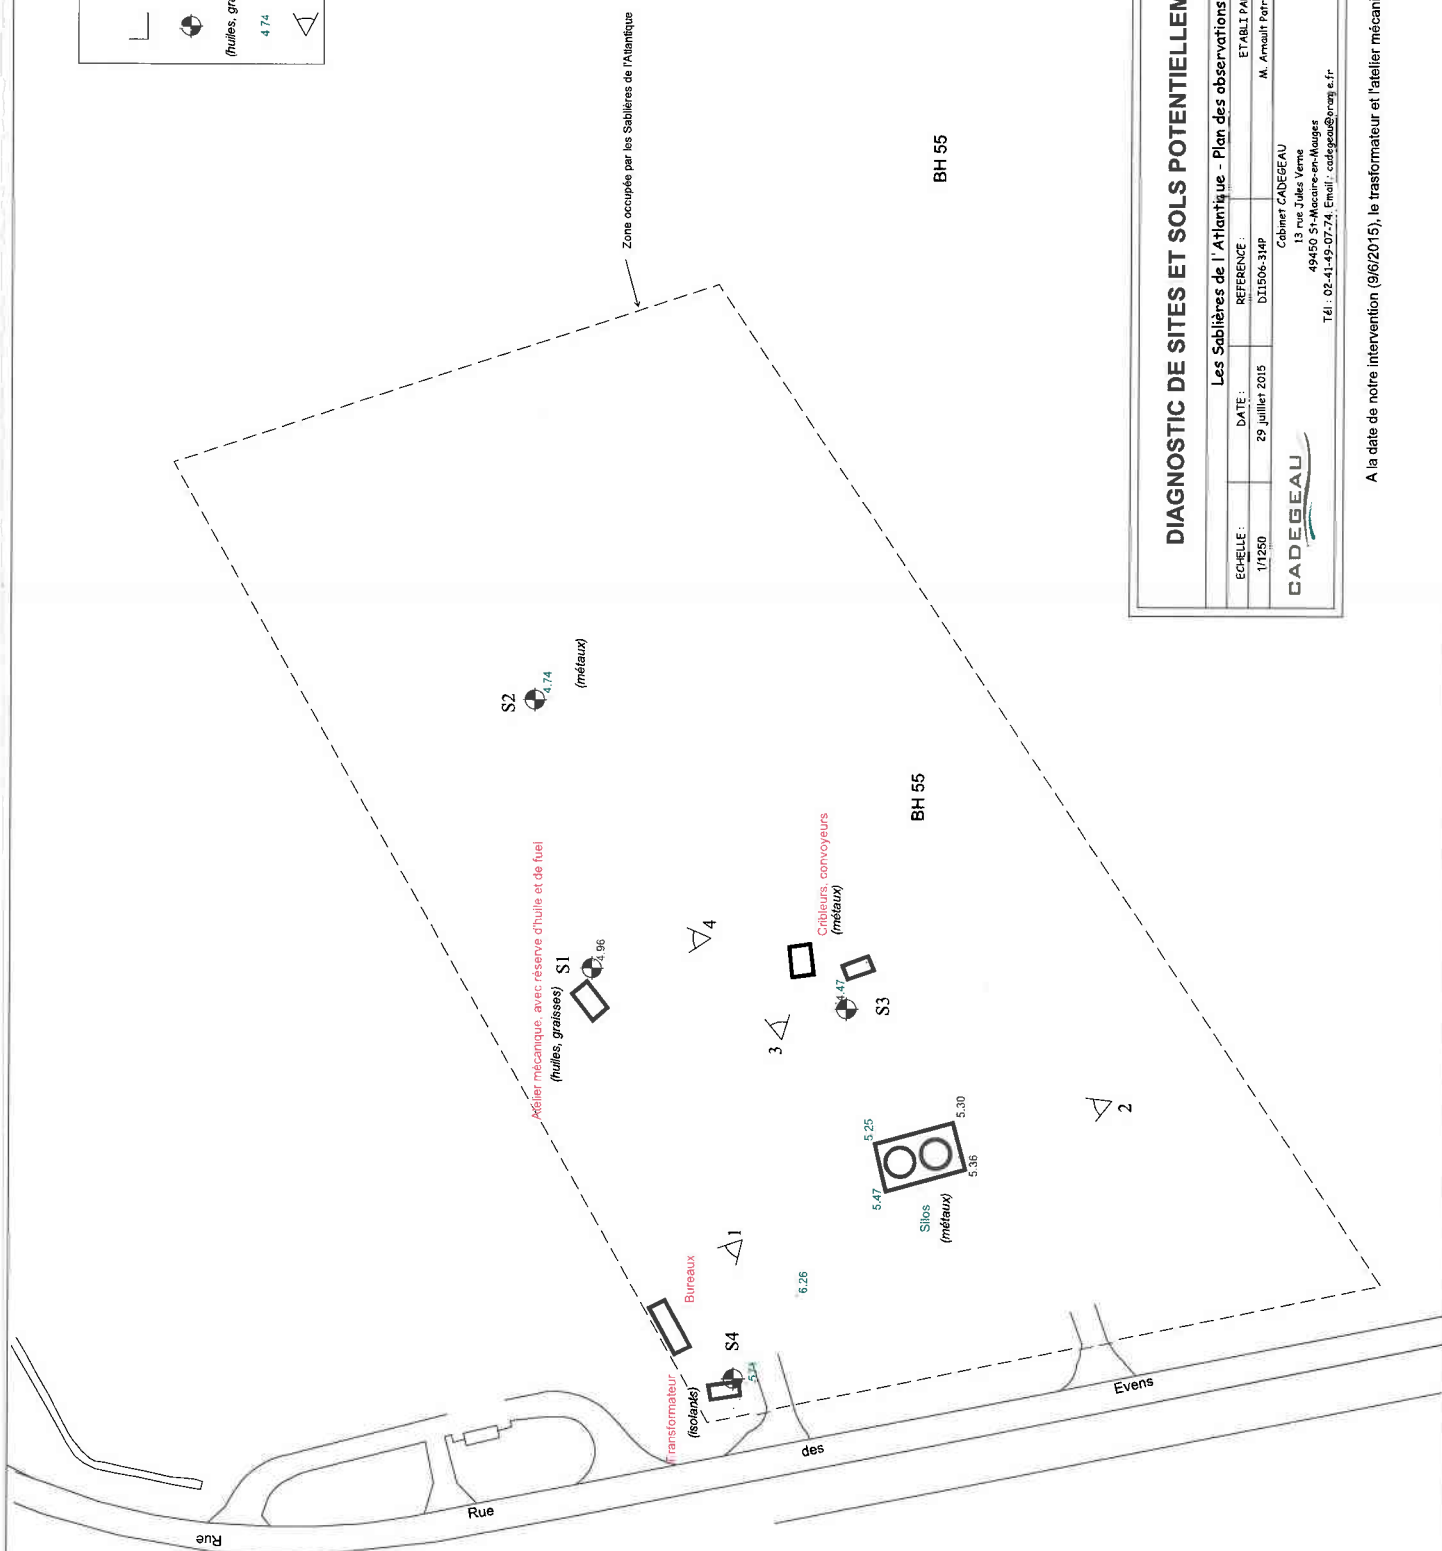 (huiles, gra
4.74
Zone occupée par les Sablières de l'Atlantique
BH 55
S2
4.74
(métaux)
Atelier mécanique, avec réserve d'huile et de fuel
(huiles, graisses)
S1
4.96
4
BH 55
Cribleurs, convoyeurs
(métaux)
4.47
S3
3
2
5.25
5.30
5.47
5.36
Silos
(métaux)
1
6.26
Bureaux
S4
Transformateur
(isolants)
Rue
Rue
des
Evens
DIAGNOSTIC DE SITES ET SOLS POTENTIELLEM
Les Sablières de l'Atlantique - Plan des observations
ECHELLE :
DATE :
REFERENCE :
ETABLI PA
1/1250
29 juillet 2015
DI1506-314P
M. Arnault Patr
CADEGEAU
Cabinet CADEGEAU
13 rue Jules Verne
49450 St-Macaire-en-Mauges
Tél : 02-41-49-07-74. Email : cadegeau@orange.fr
A la date de notre intervention (9/6/2015), le trasformateur et l'atelier mécani